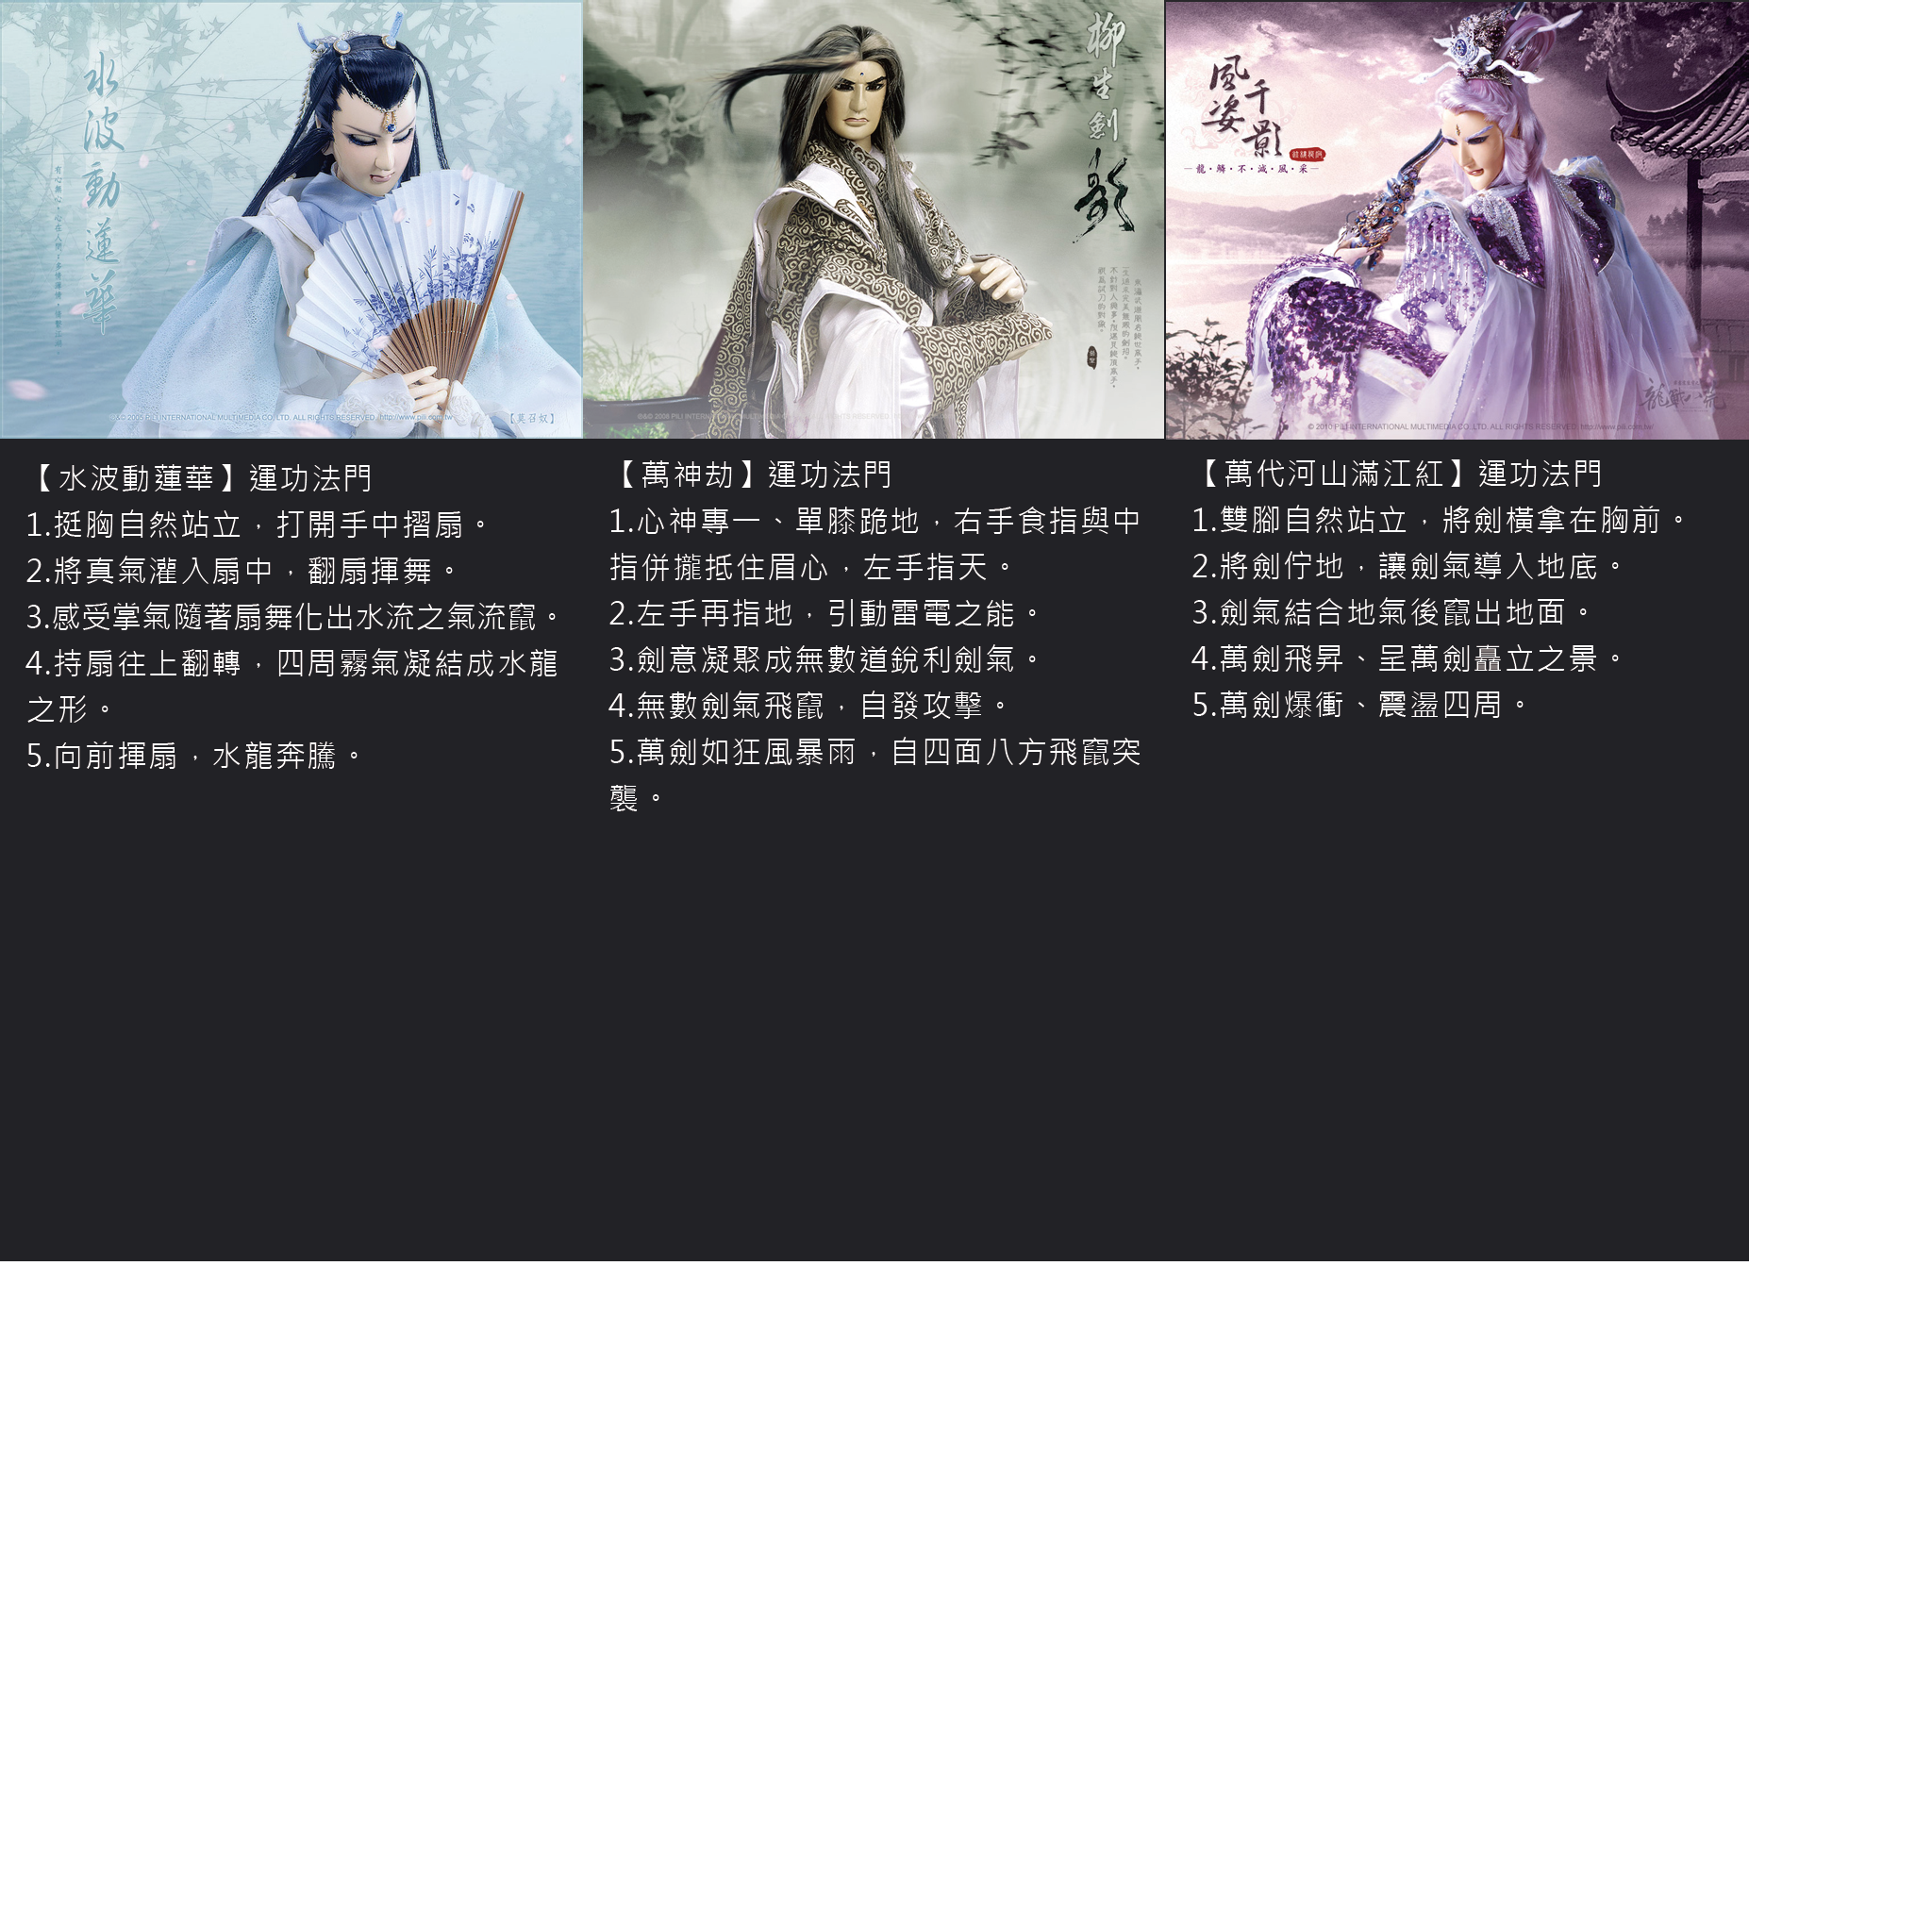 水波動蓮華
©&© 2005 PILI INTERNATIONAL MULTIMEDIA CO.,LTD. ALL RIGHTS RESERVED. http://www.pili.com.tw
【莫召奴】
柳生劍影
風姿千影
—龍・鱗・不・滅・風・采—
龍戰八荒
© 2010 PILI INTERNATIONAL MULTIMEDIA CO.,LTD. ALL RIGHTS RESERVED. http://www.pili.com.tw/
【水波動蓮華】運功法門
1.挺胸自然站立，打開手中摺扇。
2.將真氣灌入扇中，翻扇揮舞。
3.感受掌氣隨著扇舞化出水流之氣流竄。
4.持扇往上翻轉，四周霧氣凝結成水龍
之形。
5.向前揮扇，水龍奔騰。
【萬神劫】運功法門
1.心神專一、單膝跪地，右手食指與中
指併攏抵住眉心，左手指天。
2.左手再指地，引動雷電之能。
3.劍意凝聚成無數道銳利劍氣。
4.無數劍氣飛竄，自發攻擊。
5.萬劍如狂風暴雨，自四面八方飛竄突
襲。
【萬代河山滿江紅】運功法門
1.雙腳自然站立，將劍橫拿在胸前。
2.將劍佇地，讓劍氣導入地底。
3.劍氣結合地氣後竄出地面。
4.萬劍飛昇、呈萬劍矗立之景。
5.萬劍爆衝、震盪四周。